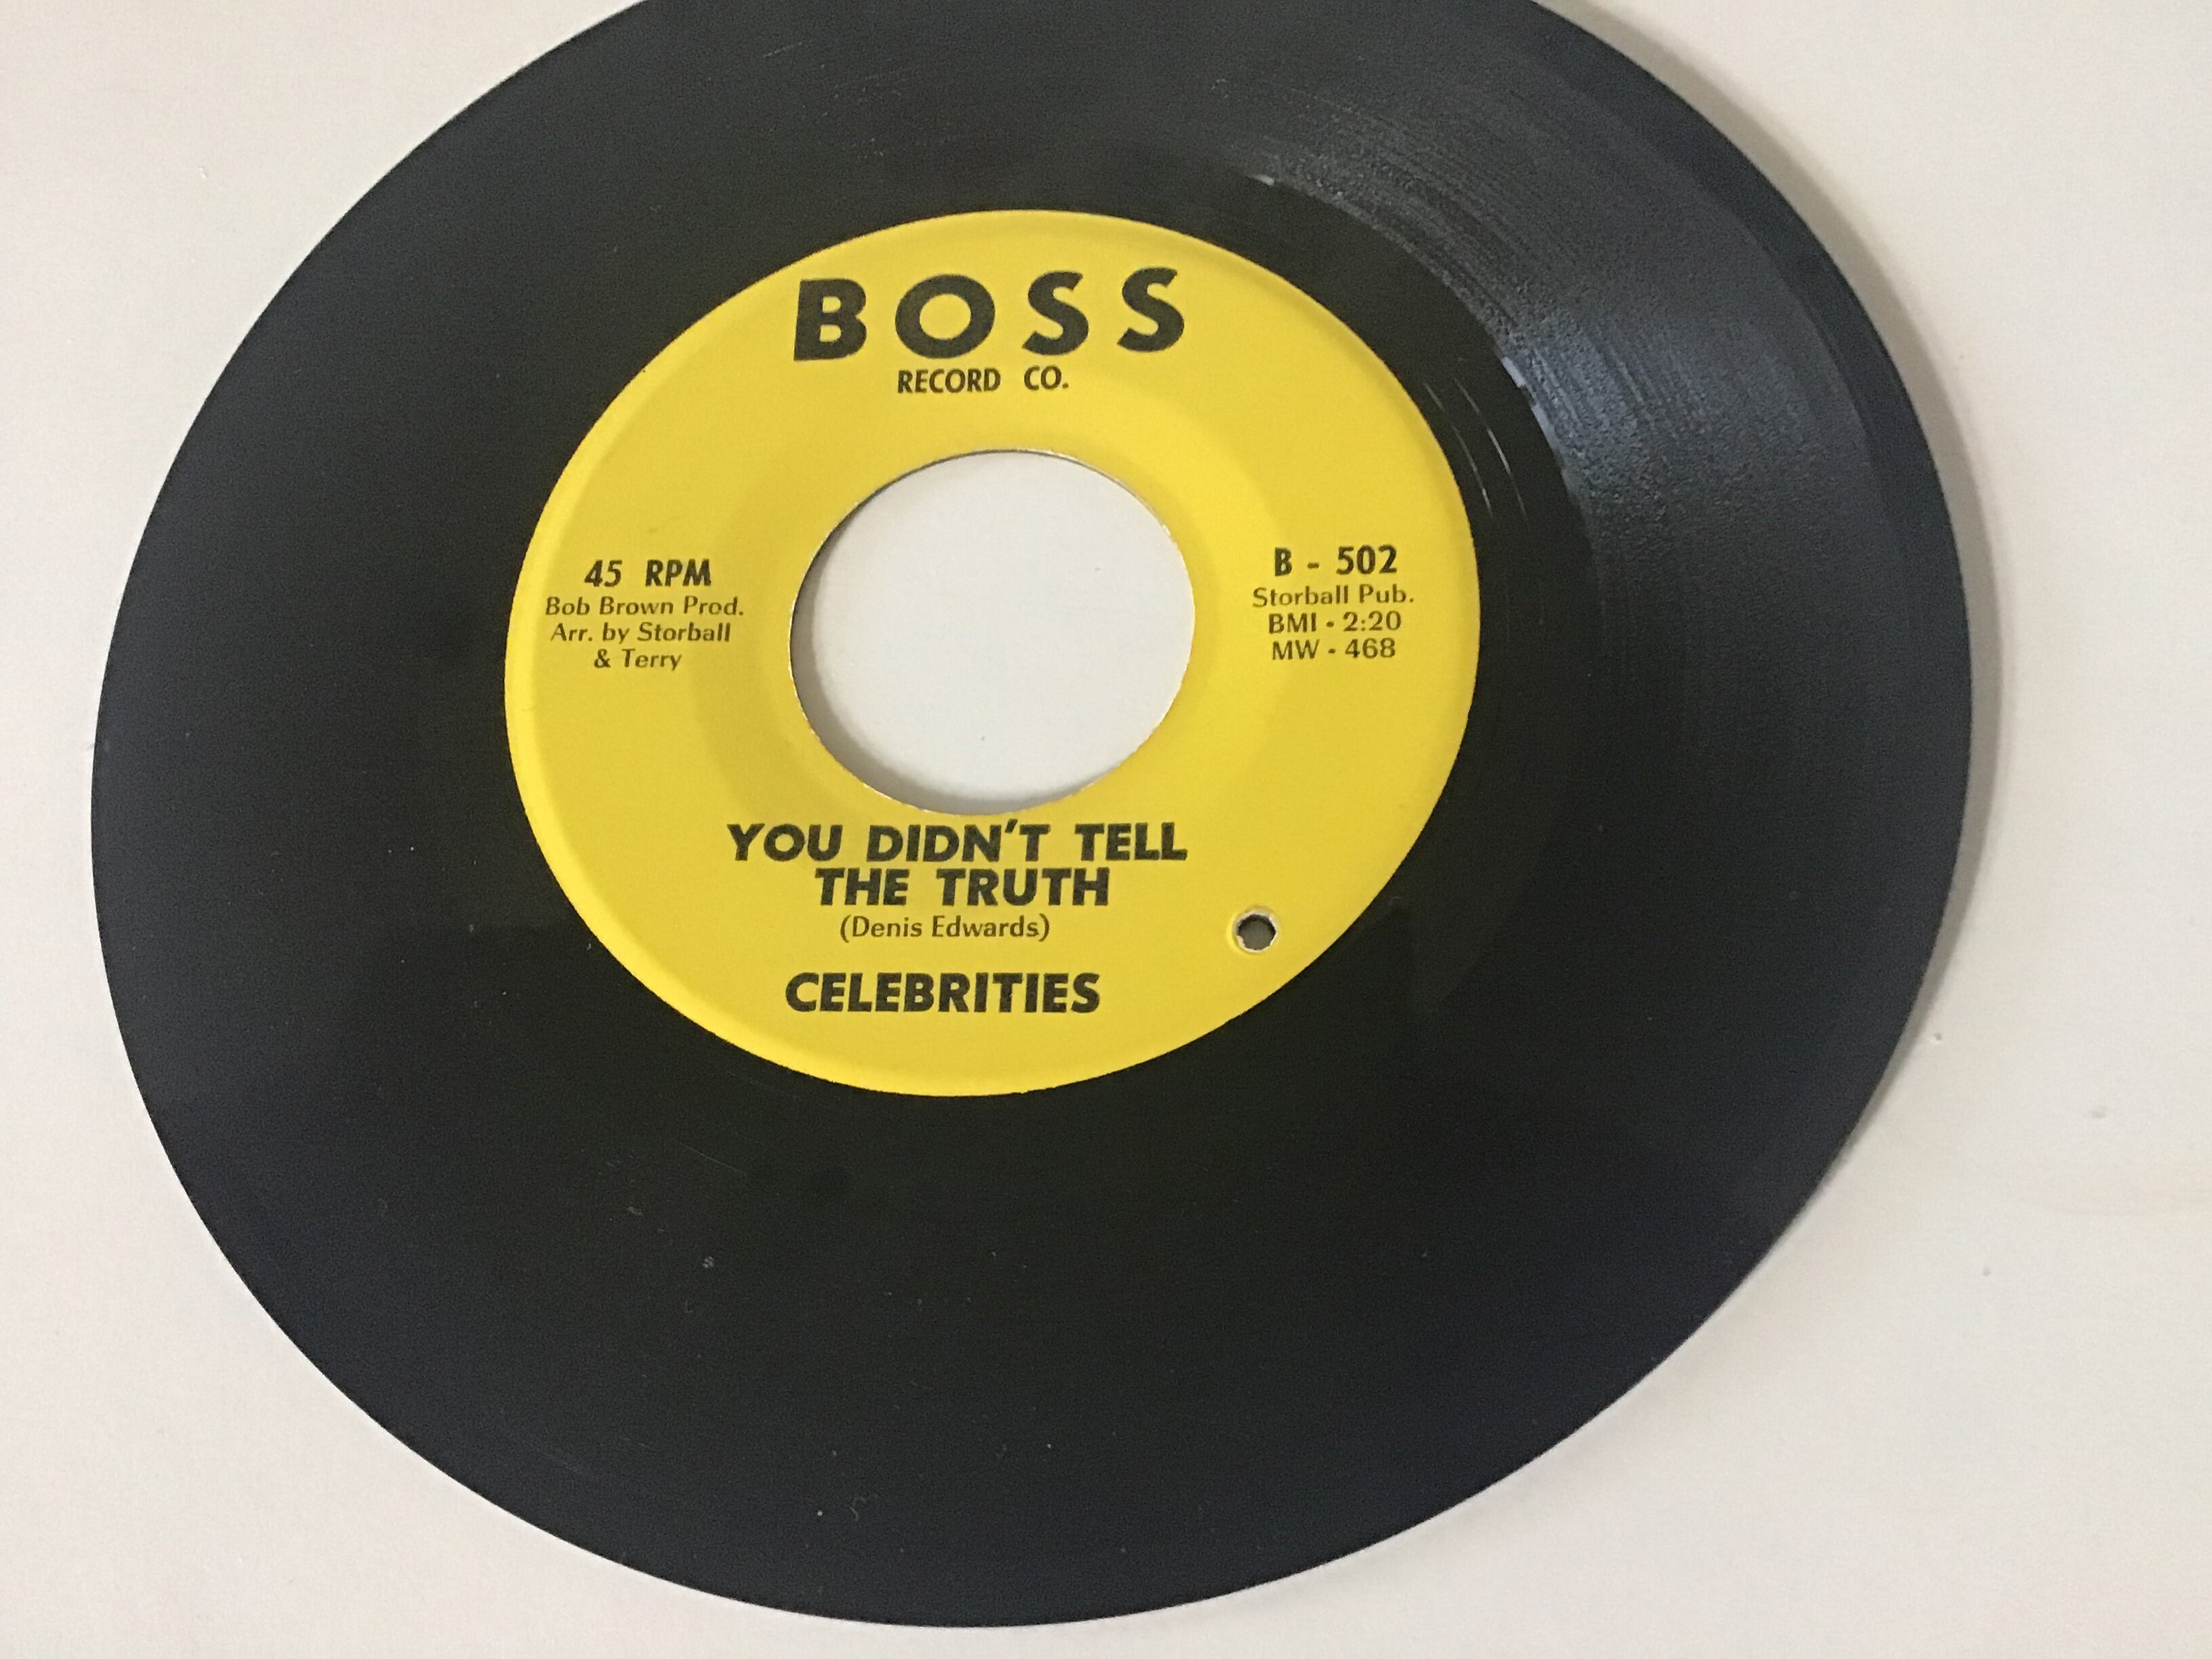 BOSS
RECORD CO.
45 RPM
Bob Brown Prod.
Arr. by Storball
& Terry
B - 502
Storball Pub.
BMI - 2:20
MW - 468
YOU DIDN'T TELL
THE TRUTH
(Denis Edwards)
CELEBRITIES